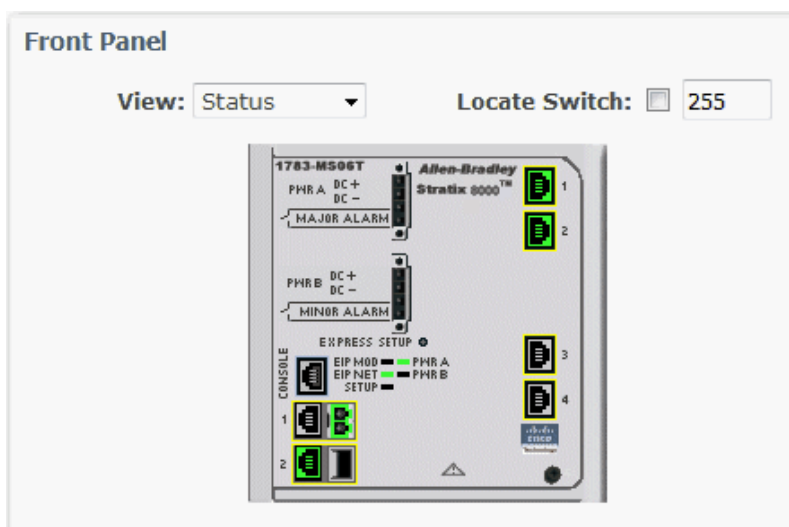 Front Panel
View: Status Locate Switch: 255
1783-MS06T Allen-Bradley
PWR A DC + Stratix 8000™
DC -
MAJOR ALARM
1
2
PWR B DC +
DC -
MINOR ALARM
EXPRESS SETUP
CONSOLE
EIP MOD PWR A
EIP NET PWR B
SETUP
3
4
1
2
cisco
Technology